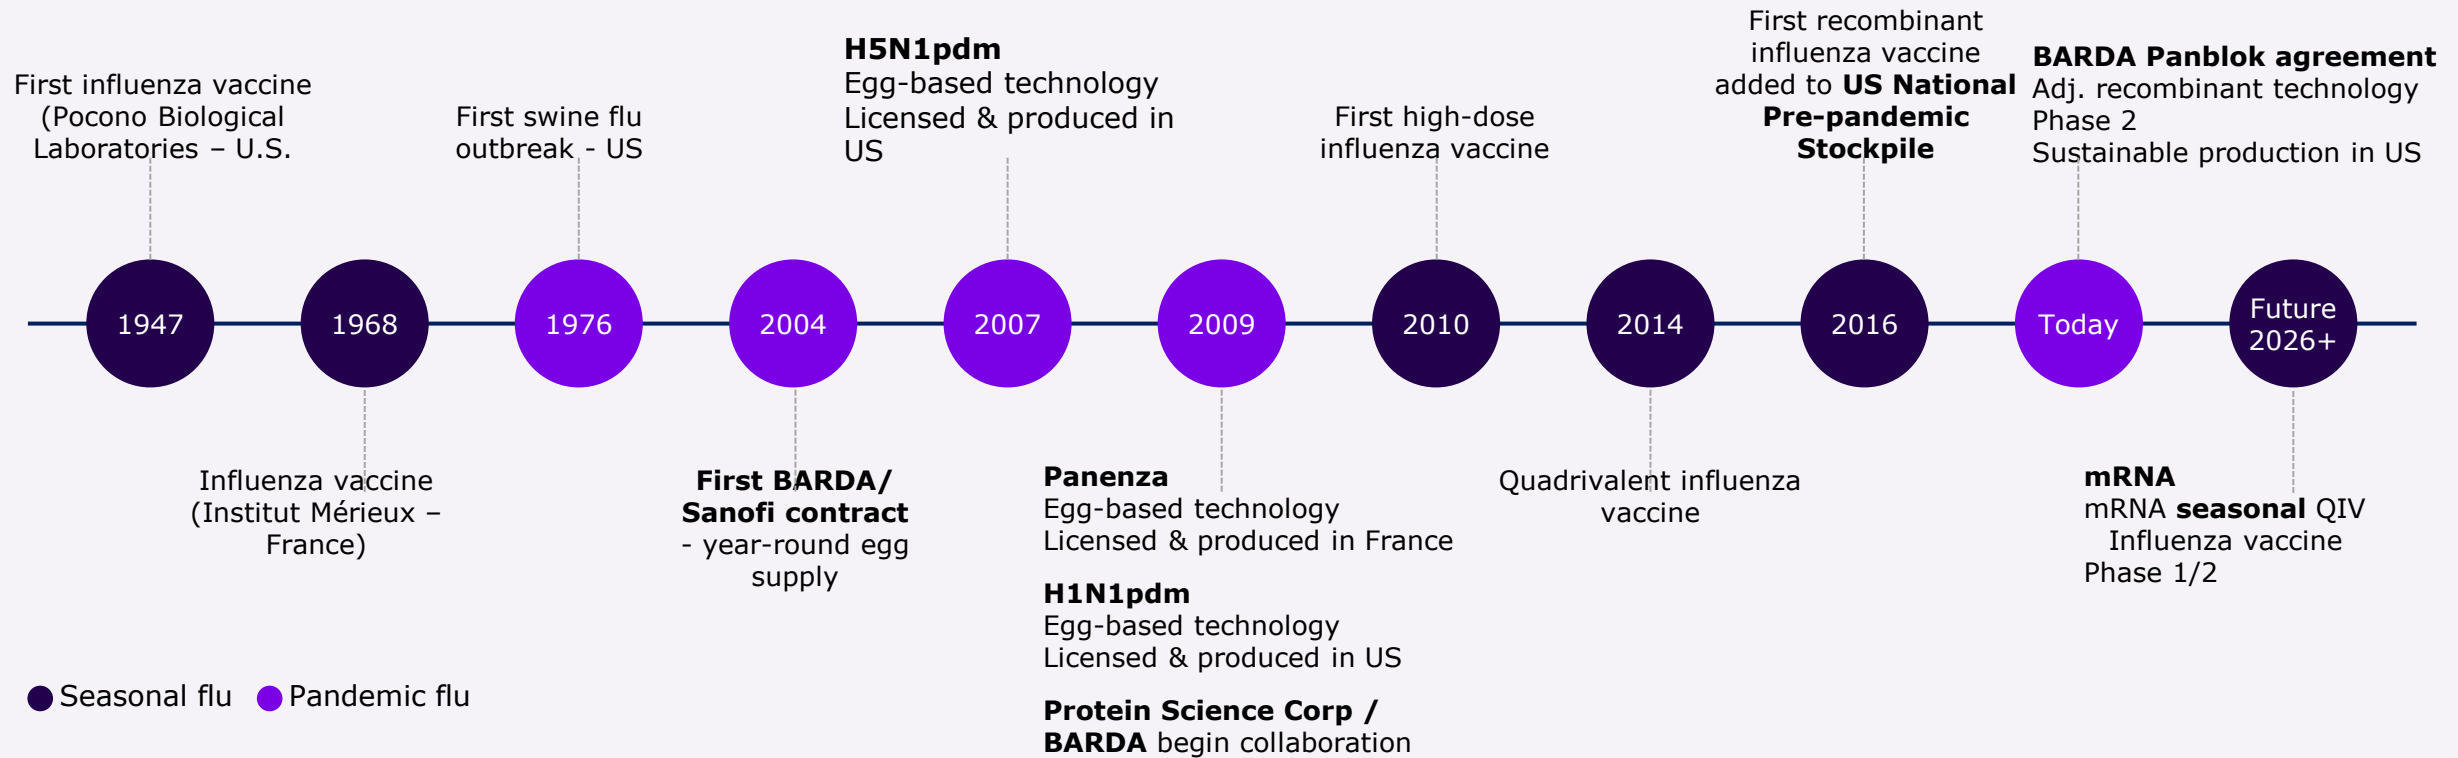 First influenza vaccine
(Pocono Biological
Laboratories – U.S.
First swine flu
outbreak - US
H5N1pdm
Egg-based technology
Licensed & produced in
US
First high-dose
influenza vaccine
First recombinant
influenza vaccine
added to US National
Pre-pandemic
Stockpile
BARDA Panblok agreement
Adj. recombinant technology
Phase 2
Sustainable production in US
1947
1968
1976
2004
2007
2009
2010
2014
2016
Today
Future
2026+
Influenza vaccine
(Institut Mérieux –
France)
First BARDA/
Sanofi contract
- year-round egg
supply
Panenza
Egg-based technology
Licensed & produced in France
H1N1pdm
Egg-based technology
Licensed & produced in US
Protein Science Corp /
BARDA begin collaboration
Quadrivalent influenza
vaccine
mRNA
mRNA seasonal QIV
Influenza vaccine
Phase 1/2
Seasonal flu
Pandemic flu